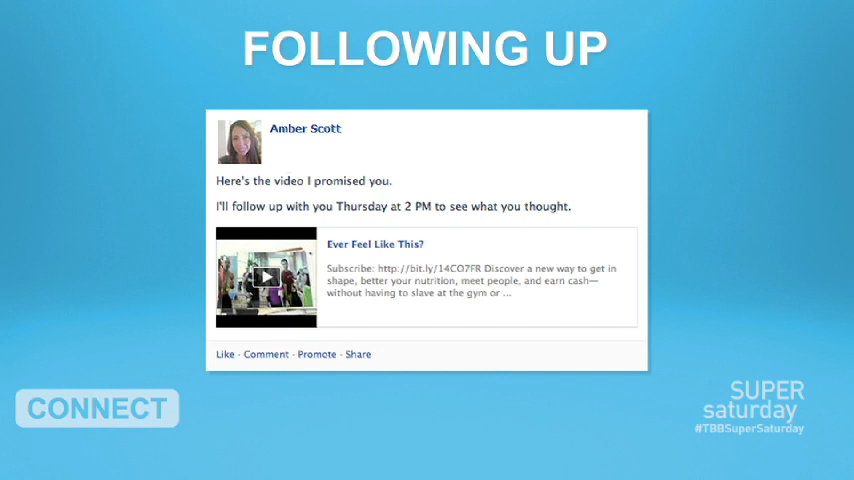 FOLLOWING UP
Amber Scott
Here's the video I promised you.
I'll follow up with you Thursday at 2 PM to see what you thought.
Ever Feel Like This?
Subscribe: http://bit.ly/14CO7FR Discover a new way to get in
shape, better your nutrition, meet people, and earn cash—
without having to slave at the gym or ...
Like · Comment · Promote · Share
CONNECT
SUPER
saturday
#TBBSuperSaturday